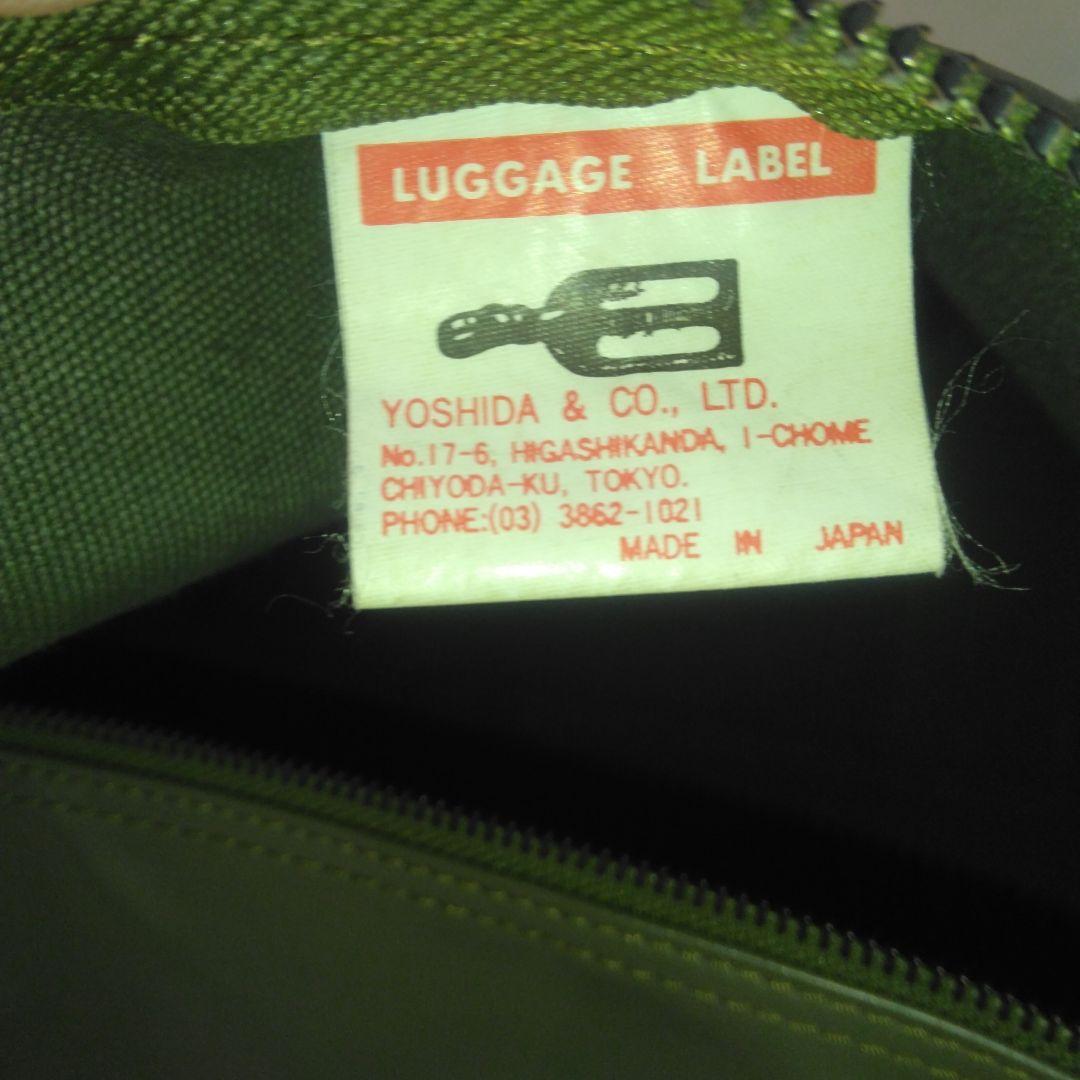 LUGGAGE LABEL
YOSHIDA & CO., LTD.
No.17-6, HIGASHIKANDA, 1-CHOME
CHIYODA-KU, TOKYO.
PHONE:(03) 3862-1021
MADE IN JAPAN